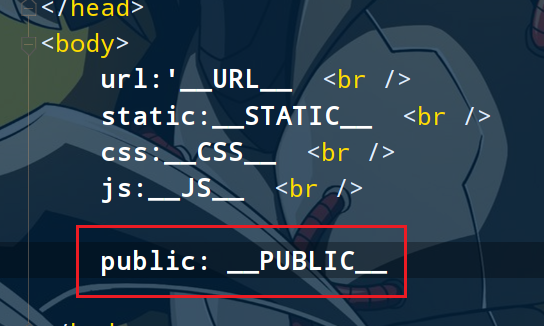 </head>
<body>
url:'__URL__ <br />
static:__STATIC__ <br />
css:__CSS__ <br />
js:__JS__ <br />
public: __PUBLIC__